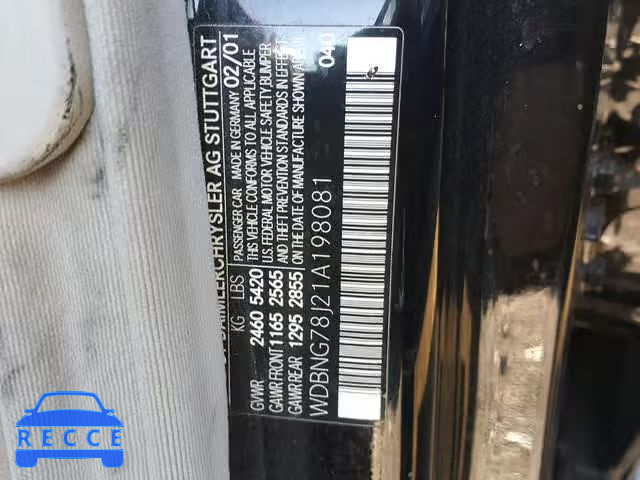 DAIMLERCHRYSLER AG STUTTGART
KG LBS PASSENGER CAR MADE IN GERMANY 02/01
GVWR 2460 5420 THIS VEHICLE CONFORMS TO ALL APPLICABLE
GAWR FRONT 1165 2565 U.S. FEDERAL MOTOR VEHICLE SAFETY, BUMPER
GAWR REAR 1295 2855 AND THEFT PREVENTION STANDARDS IN EFFECT
ON THE DATE OF MANUFACTURE SHOWN
040
WDBNG78J21A198081
RECCE